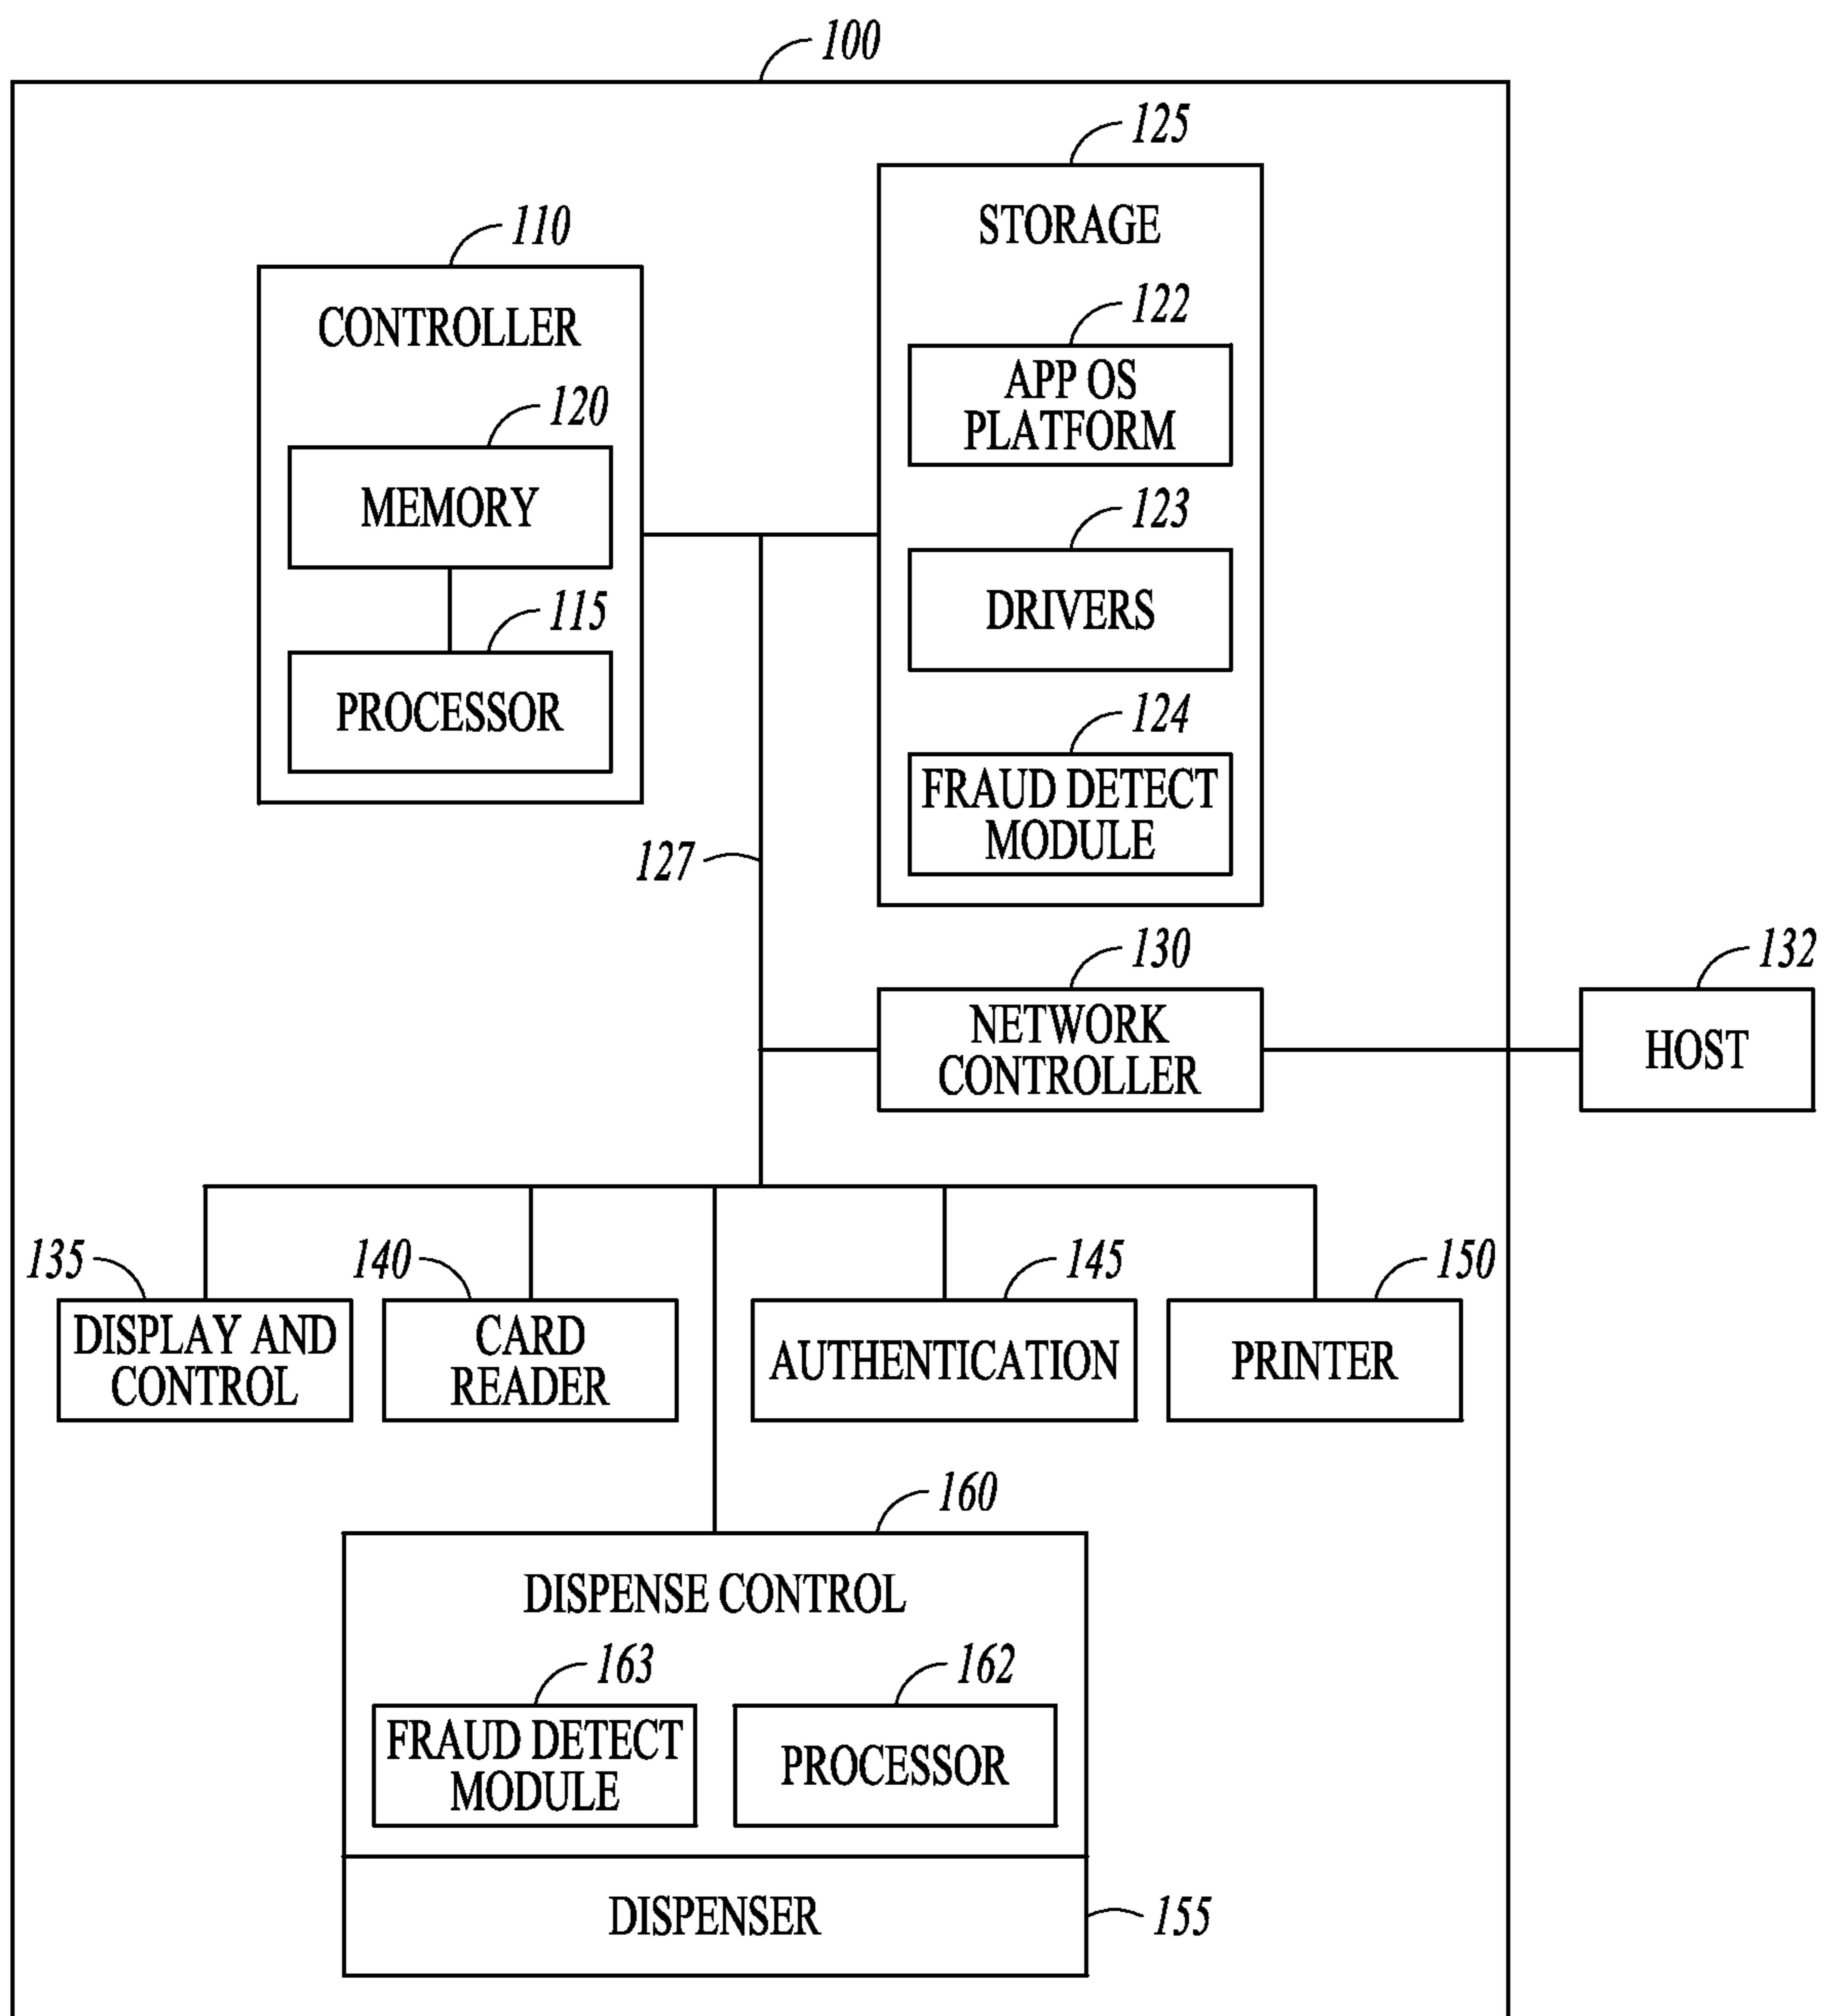 100
125
STORAGE
110
CONTROLLER
122
APP OS
PLATFORM
120
MEMORY
123
DRIVERS
115
PROCESSOR
124
FRAUD DETECT
MODULE
127
130
NETWORK
CONTROLLER
132
HOST
135
DISPLAY AND
CONTROL
140
CARD
READER
145
AUTHENTICATION
150
PRINTER
160
DISPENSE CONTROL
163
FRAUD DETECT
MODULE
162
PROCESSOR
DISPENSER
155